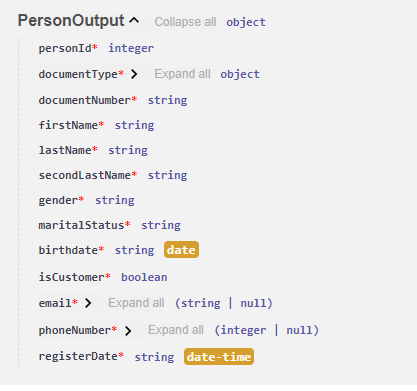 PersonOutput Collapse all object
personId* integer
documentType* Expand all object
documentNumber* string
firstName* string
lastName* string
secondLastName* string
gender* string
maritalStatus* string
birthdate* string date
isCustomer* boolean
email* Expand all (string | null)
phoneNumber* Expand all (integer | null)
registerDate* string date-time